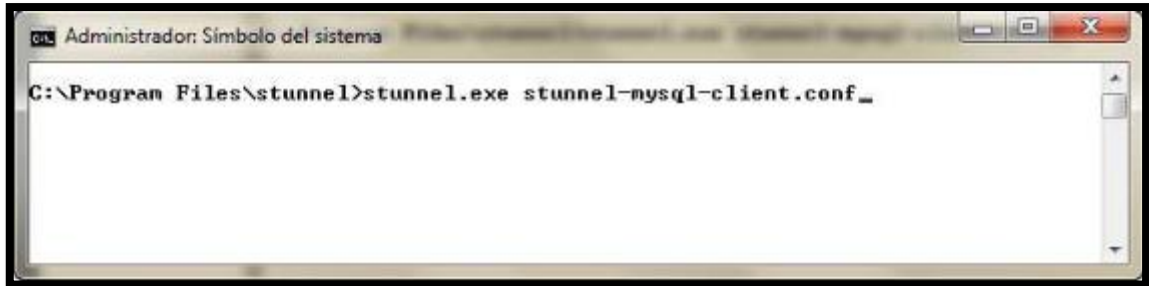 Administrador: Símbolo del sistema
C:\Program Files\stunnel>stunnel.exe stunnel-mysql-client.conf_